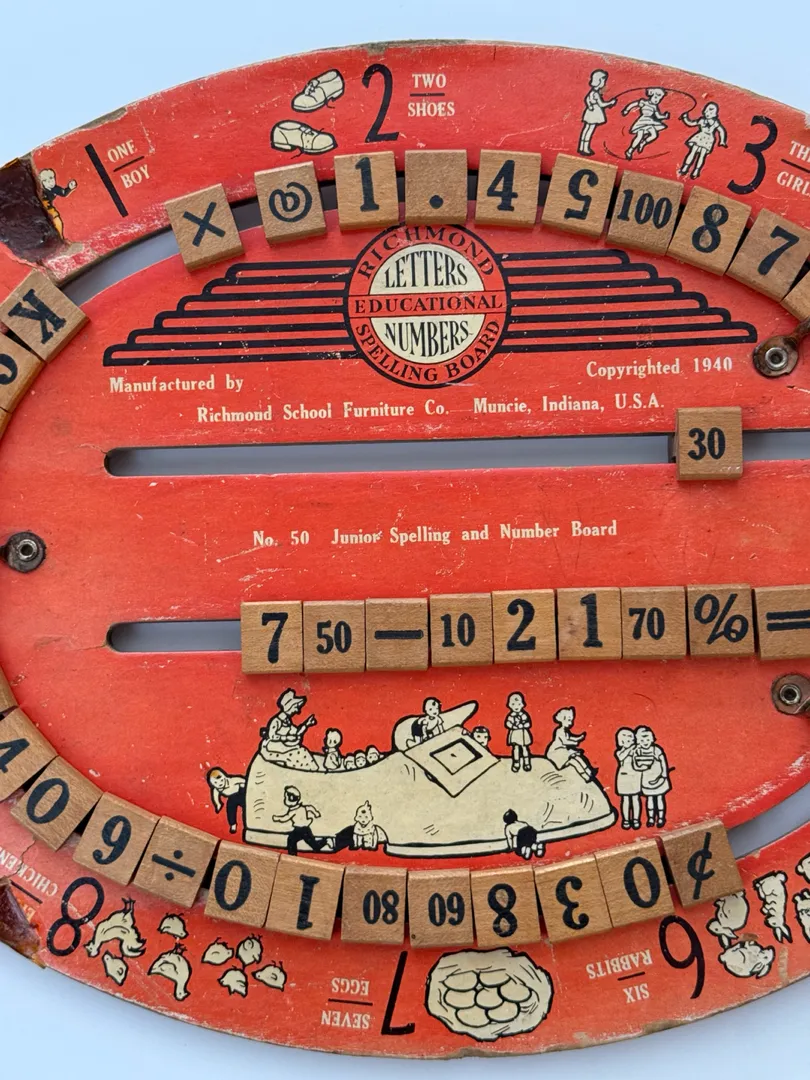 2 TWO
SHOES
1 ONE
BOY
3
× @ 1 . 4 5 100 8 7
RICHMOND
LETTERS
EDUCATIONAL
NUMBERS
SPELLING BOARD
K
Manufactured by
Copyrighted 1940
Richmond School Furniture Co. Muncie, Indiana, U.S.A.
30
No. 50 Junior Spelling and Number Board
7 50 — 10 2 1 70 % =
0 6 ÷ 0 1 80 60 8 3 0 ¢
8 CHICKENS
7 SEVEN
EGGS
6 SIX
RABBITS